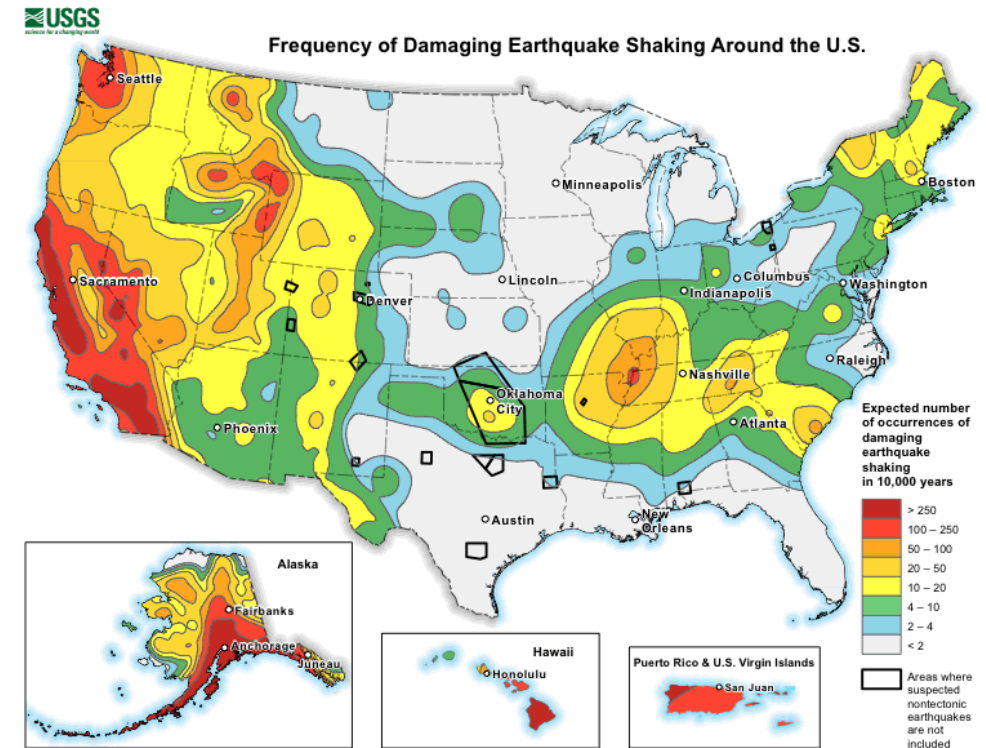 USGS
science for a changing world
Frequency of Damaging Earthquake Shaking Around the U.S.
Seattle
Minneapolis
Boston
Sacramento
Lincoln
Columbus
Denver
Indianapolis
Washington
Nashville
Raleigh
Oklahoma
City
Phoenix
Atlanta
Austin
New
Orleans
Expected number
of occurrences of
damaging
earthquake
shaking
in 10,000 years
> 250
100 – 250
50 – 100
20 – 50
10 – 20
4 – 10
2 – 4
< 2
Areas where
suspected
nontectonic
earthquakes
are not
included
Alaska
Fairbanks
Anchorage
Juneau
Hawaii
Honolulu
Puerto Rico & U.S. Virgin Islands
San Juan